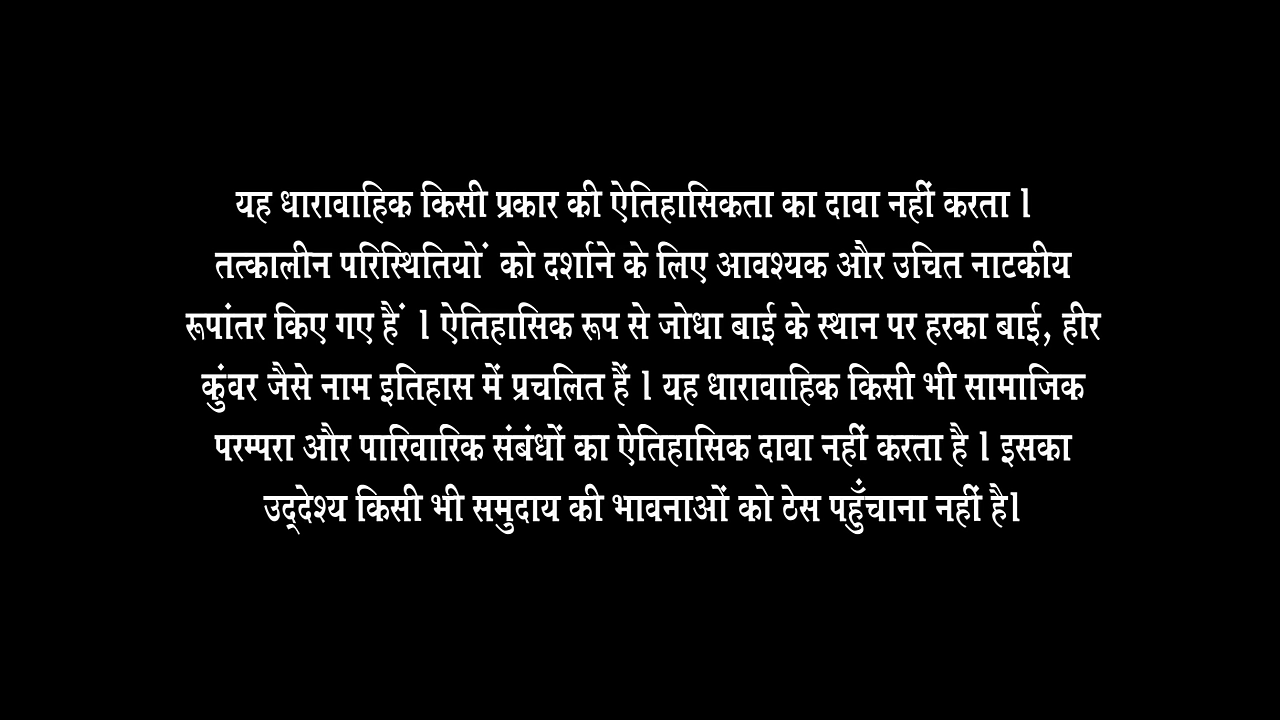 यह धारावाहिक किसी प्रकार की ऐतिहासिकता का दावा नहीं करता ।
तत्कालीन परिस्थितियों को दर्शाने के लिए आवश्यक और उचित नाटकीय
रूपांतर किए गए हैं । ऐतिहासिक रूप से जोधा बाई के स्थान पर हरका बाई, हीर
कुंवर जैसे नाम इतिहास में प्रचलित हैं । यह धारावाहिक किसी भी सामाजिक
परम्परा और पारिवारिक संबंधों का ऐतिहासिक दावा नहीं करता है । इसका
उद्देश्य किसी भी समुदाय की भावनाओं को ठेस पहुँचाना नहीं है।